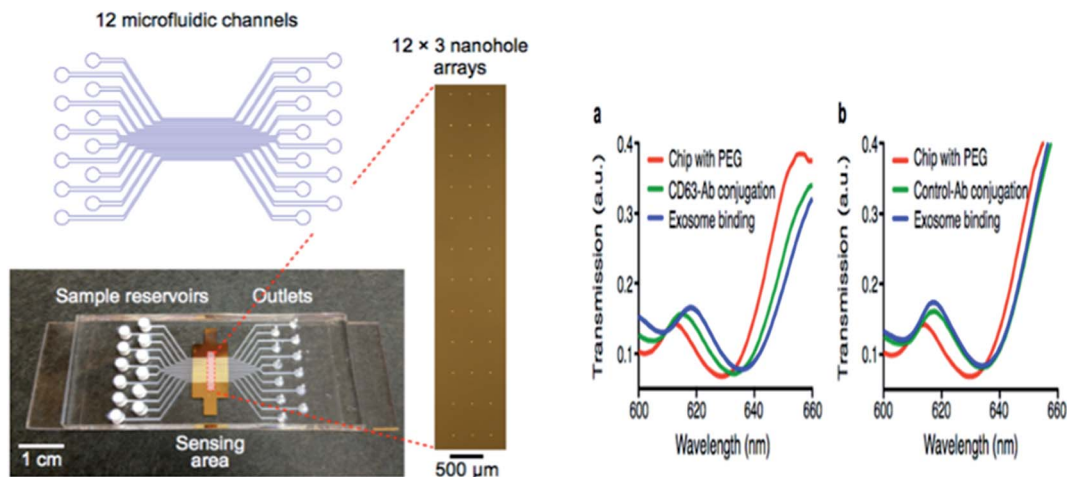 12 microfluidic channels
12 × 3 nanohole
arrays
Sample reservoirs
Outlets
Sensing
area
1 cm
500 μm
a
Transmission (a.u.)
0.4
0.3
0.2
0.1
Chip with PEG
CD63-Ab conjugation
Exosome binding
600
620
640
660
Wavelength (nm)
b
Transmission (a.u.)
0.4
0.3
0.2
0.1
Chip with PEG
Control-Ab conjugation
Exosome binding
600
620
640
660
Wavelength (nm)